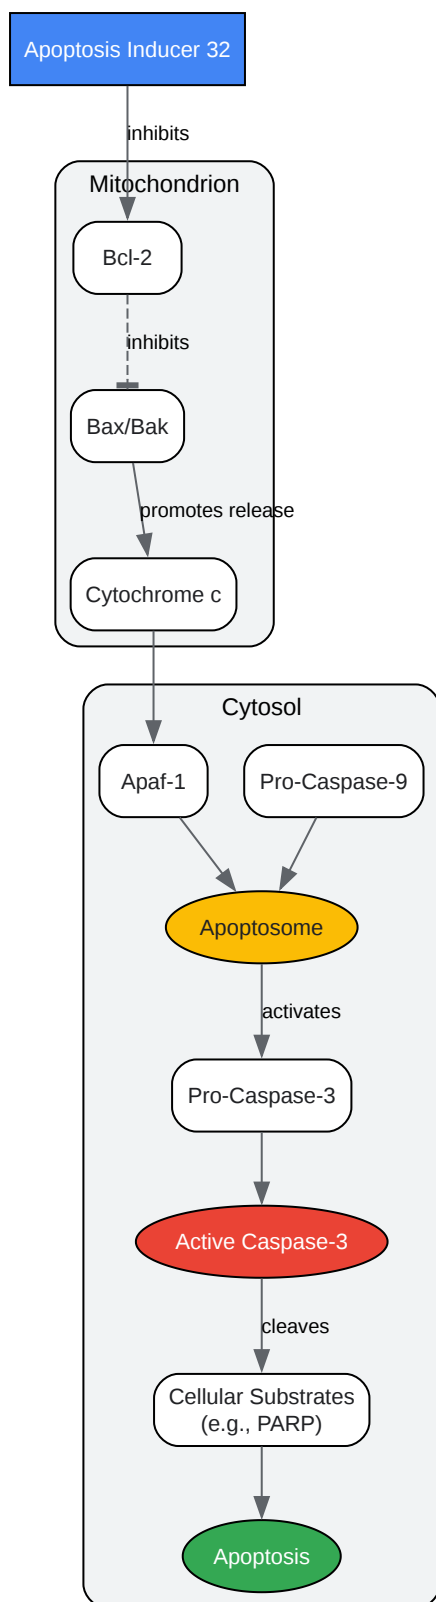 Apoptosis Inducer 32
inhibits
Mitochondrion
Bcl-2
inhibits
Bax/Bak
promotes release
Cytochrome c
Cytosol
Apaf-1
Pro-Caspase-9
Apoptosome
activates
Pro-Caspase-3
Active Caspase-3
cleaves
Cellular Substrates
(e.g., PARP)
Apoptosis